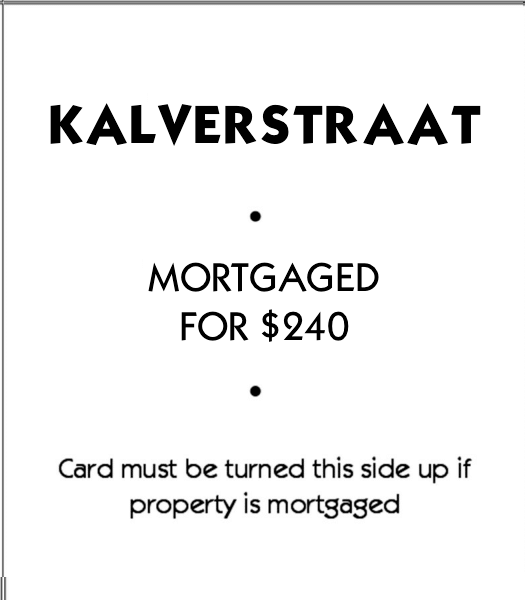 KALVERSTRAAT
•
MORTGAGED
FOR $240
•
Card must be turned this side up if
property is mortgaged